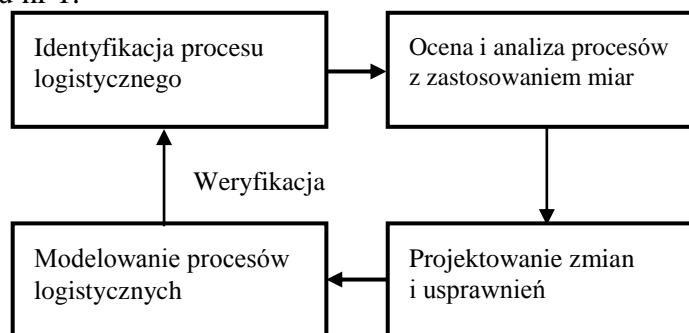 Identyfikacja procesu
logistycznego
Ocena i analiza procesów
z zastosowaniem miar
Weryfikacja
Modelowanie procesów
logistycznych
Projektowanie zmian
i usprawnień